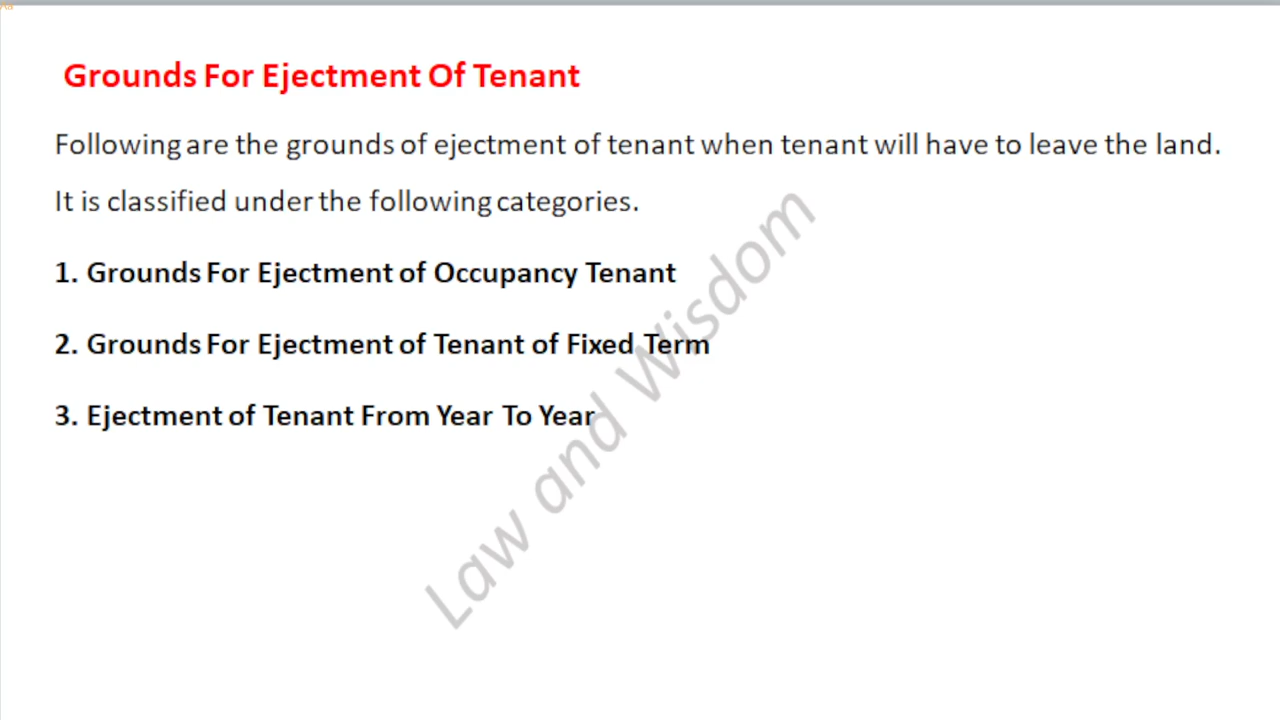 Grounds For Ejectment Of Tenant
Following are the grounds of ejectment of tenant when tenant will have to leave the land.
It is classified under the following categories.
1. Grounds For Ejectment of Occupancy Tenant
2. Grounds For Ejectment of Tenant of Fixed Term
3. Ejectment of Tenant From Year To Year
Law and Wisdom